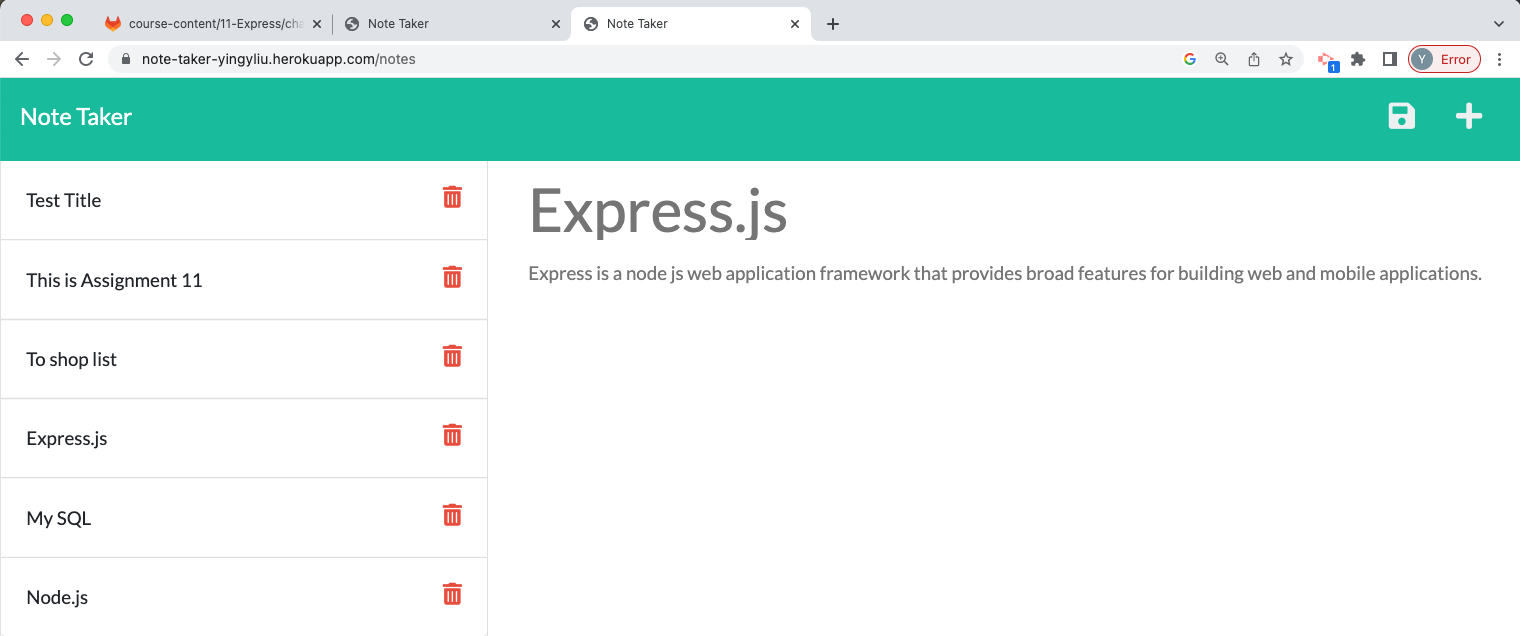 course-content/11-Express/cha
Note Taker
Note Taker
note-taker-yingyliu.herokuapp.com/notes
1
Y
Error
Note Taker
Test Title
This is Assignment 11
To shop list
Express.js
My SQL
Node.js
Express.js
Express is a node js web application framework that provides broad features for building web and mobile applications.